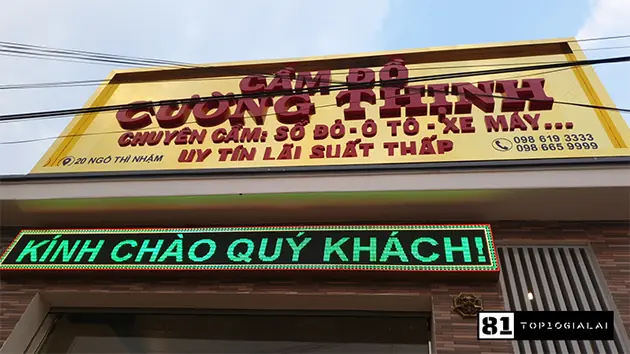 CẦM ĐỒ
CƯỜNG THỊNH
CHUYÊN CẦM: SỔ ĐỎ - Ô TÔ - XE MÁY...
UY TÍN LÃI SUẤT THẤP
20 NGÔ THÌ NHẬM
098 619 3333
098 665 9999
KÍNH CHÀO QUÝ KHÁCH!
81 TOP10GIALAI